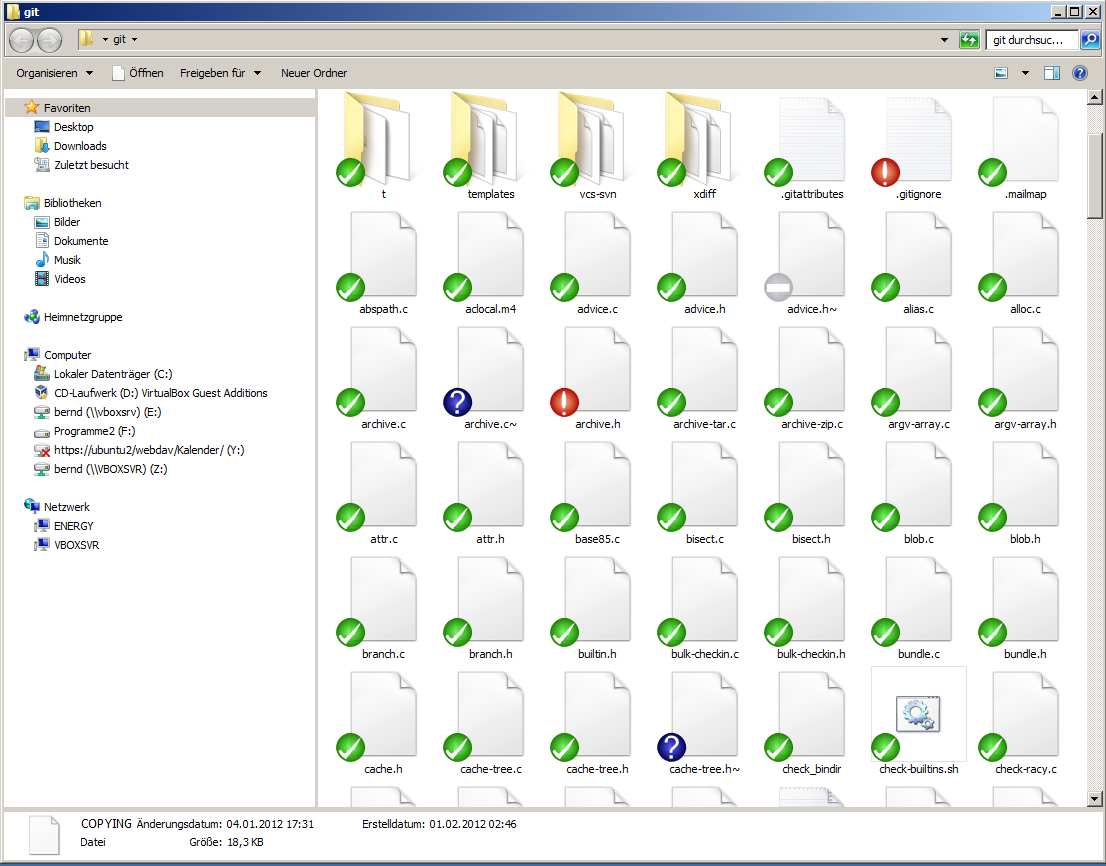 git
git
git durchsuc...
Organisieren Öffnen Freigeben für Neuer Ordner
Favoriten
Desktop
Downloads
Zuletzt besucht
Bibliotheken
Bilder
Dokumente
Musik
Videos
Heimnetzgruppe
Computer
Lokaler Datenträger (C:)
CD-Laufwerk (D:) VirtualBox Guest Additions
bernd (\\vboxsrv) (E:)
Programme2 (F:)
https://ubuntu2/webdav/Kalender/ (Y:)
bernd (\\VBOXSVR) (Z:)
Netzwerk
ENERGY
VBOXSVR
t templates vcs-svn xdiff .gitattributes .gitignore .mailmap
abspath.c aclocal.m4 advice.c advice.h advice.h~ alias.c alloc.c
archive.c archive.c~ archive.h archive-tar.c archive-zip.c argv-array.c argv-array.h
attr.c attr.h base85.c bisect.c bisect.h blob.c blob.h
branch.c branch.h builtin.h bulk-checkin.c bulk-checkin.h bundle.c bundle.h
cache.h cache-tree.c cache-tree.h cache-tree.h~ check_bindir check-builtins.sh check-racy.c
COPYING Änderungsdatum: 04.01.2012 17:31 Erstelldatum: 01.02.2012 02:46
Datei Größe: 18,3 KB